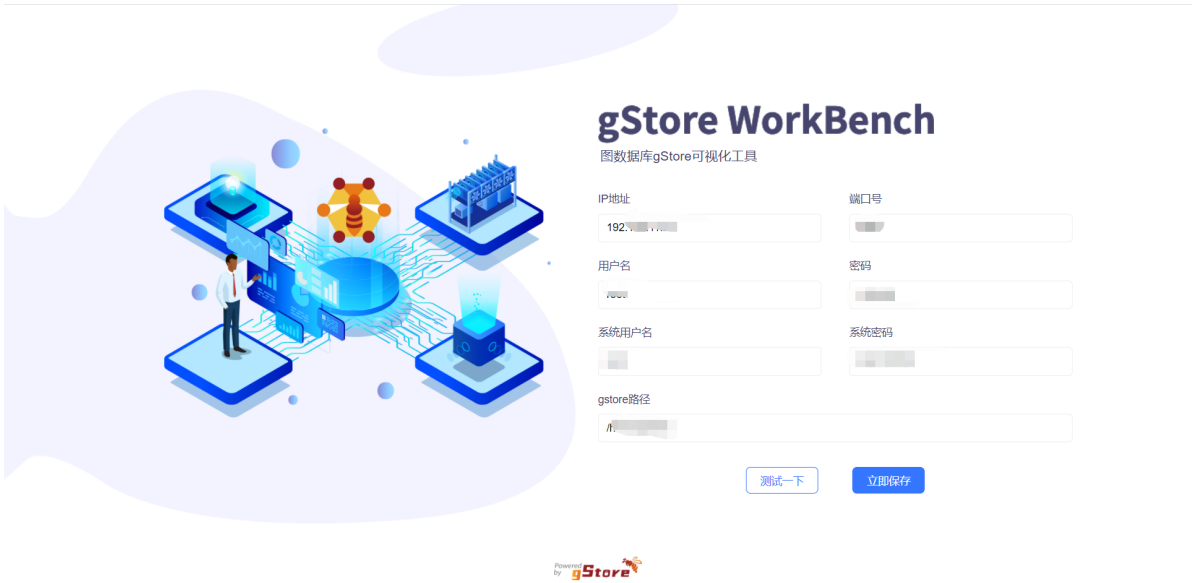 gStore WorkBench
图数据库gStore可视化工具
IP地址
端口号
192.
用户名
密码
系统用户名
系统密码
gstore路径
/h
测试一下
立即保存
Powered by gStore